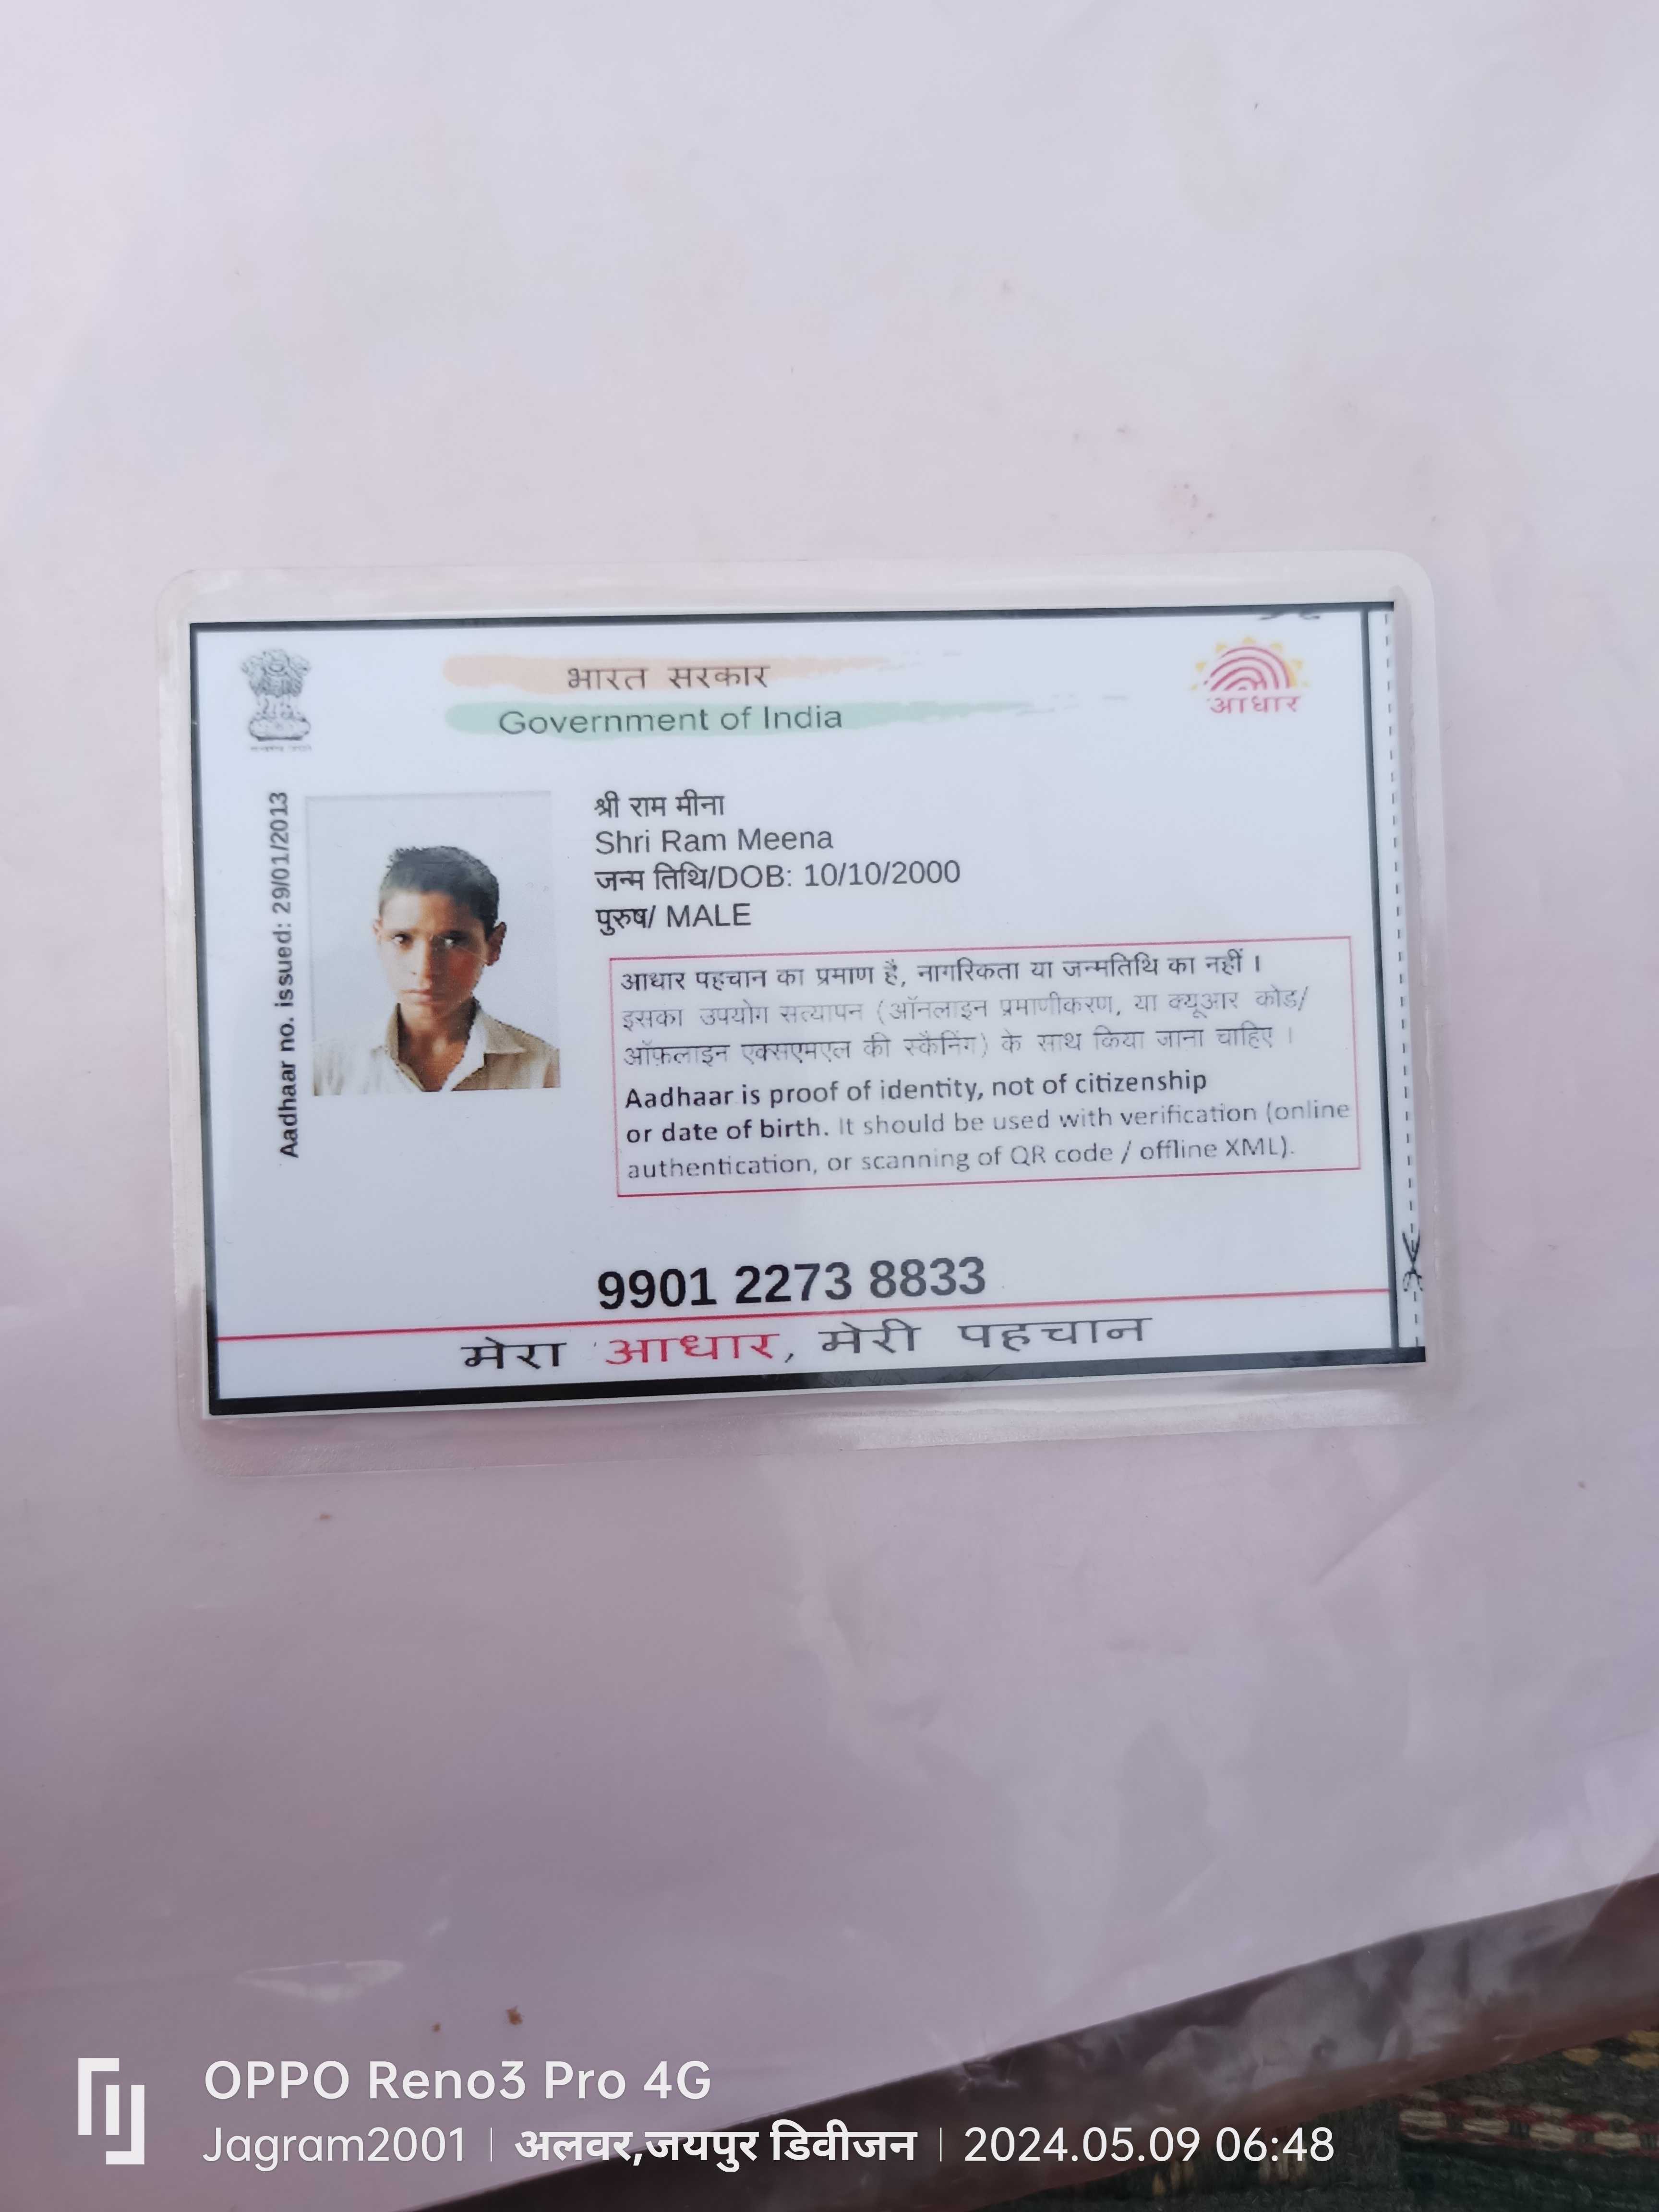 भारत सरकार
Government of India
आधार
Aadhaar no. issued: 29/01/2013
श्री राम मीना
Shri Ram Meena
जन्म तिथि/DOB: 10/10/2000
पुरुष/ MALE
आधार पहचान का प्रमाण है, नागरिकता या जन्मतिथि का नहीं ।
इसका उपयोग सत्यापन (ऑनलाइन प्रमाणीकरण, या क्यूआर कोड/
ऑफ़लाइन एक्सएमएल की स्कैनिंग) के साथ किया जाना चाहिए ।
Aadhaar is proof of identity, not of citizenship
or date of birth. It should be used with verification (online
authentication, or scanning of QR code / offline XML).
9901 2273 8833
मेरा आधार, मेरी पहचान
OPPO Reno3 Pro 4G
Jagram2001 | अलवर,जयपुर डिवीजन | 2024.05.09 06:48